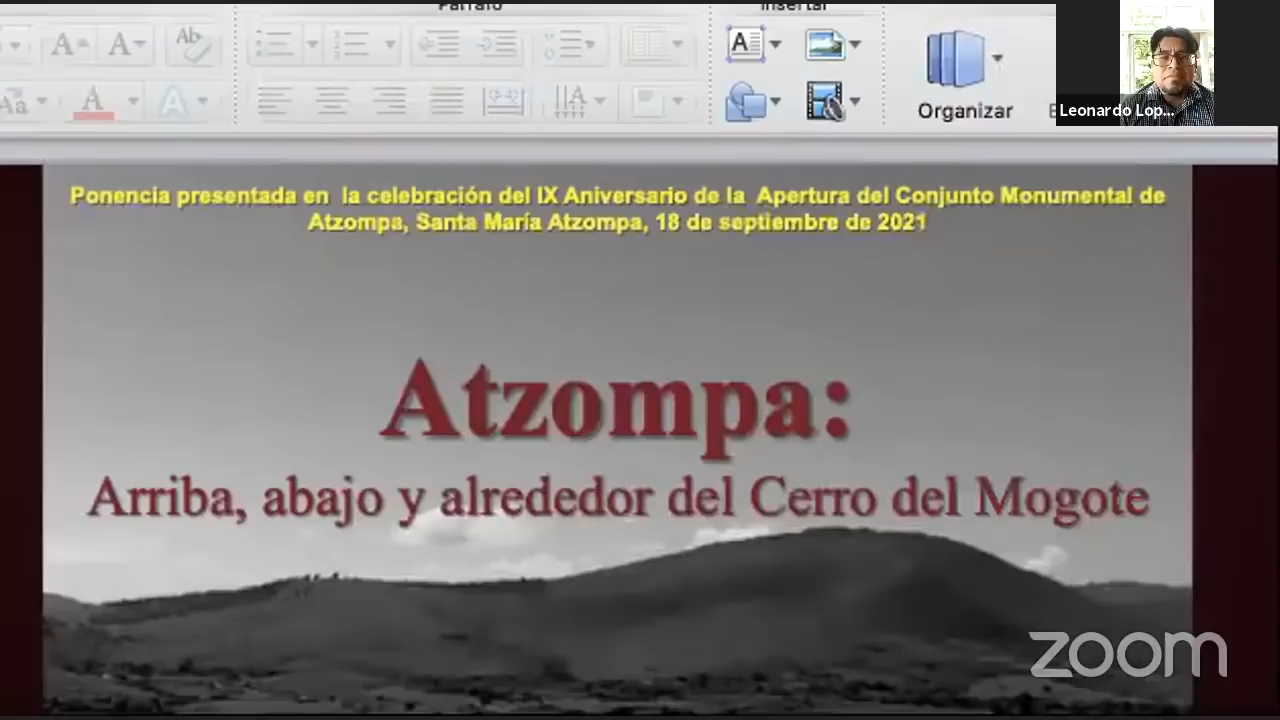 Párrafo
Insertar
Organizar
Leonardo Lop...
Ponencia presentada en la celebración del IX Aniversario de la Apertura del Conjunto Monumental de
Atzompa, Santa María Atzompa, 18 de septiembre de 2021
Atzompa:
Arriba, abajo y alrededor del Cerro del Mogote
zoom